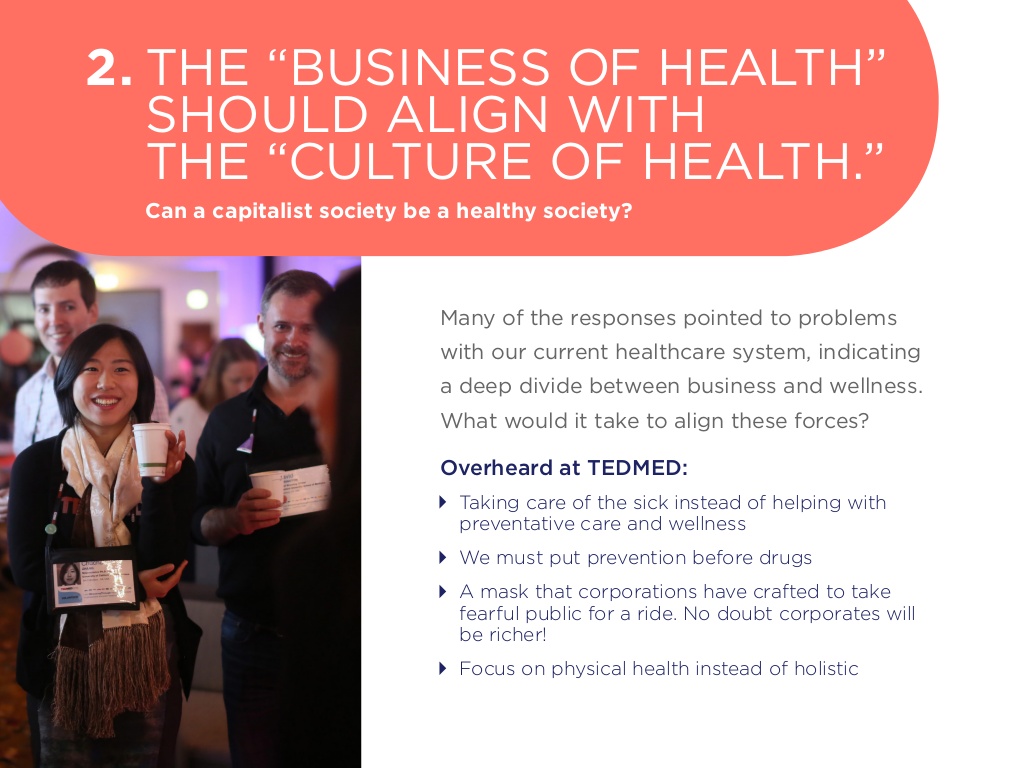 2. THE “BUSINESS OF HEALTH”
SHOULD ALIGN WITH
THE “CULTURE OF HEALTH.”
Can a capitalist society be a healthy society?
Many of the responses pointed to problems
with our current healthcare system, indicating
a deep divide between business and wellness.
What would it take to align these forces?
Overheard at TEDMED:
Taking care of the sick instead of helping with
preventative care and wellness
We must put prevention before drugs
A mask that corporations have crafted to take
fearful public for a ride. No doubt corporates will
be richer!
Focus on physical health instead of holistic